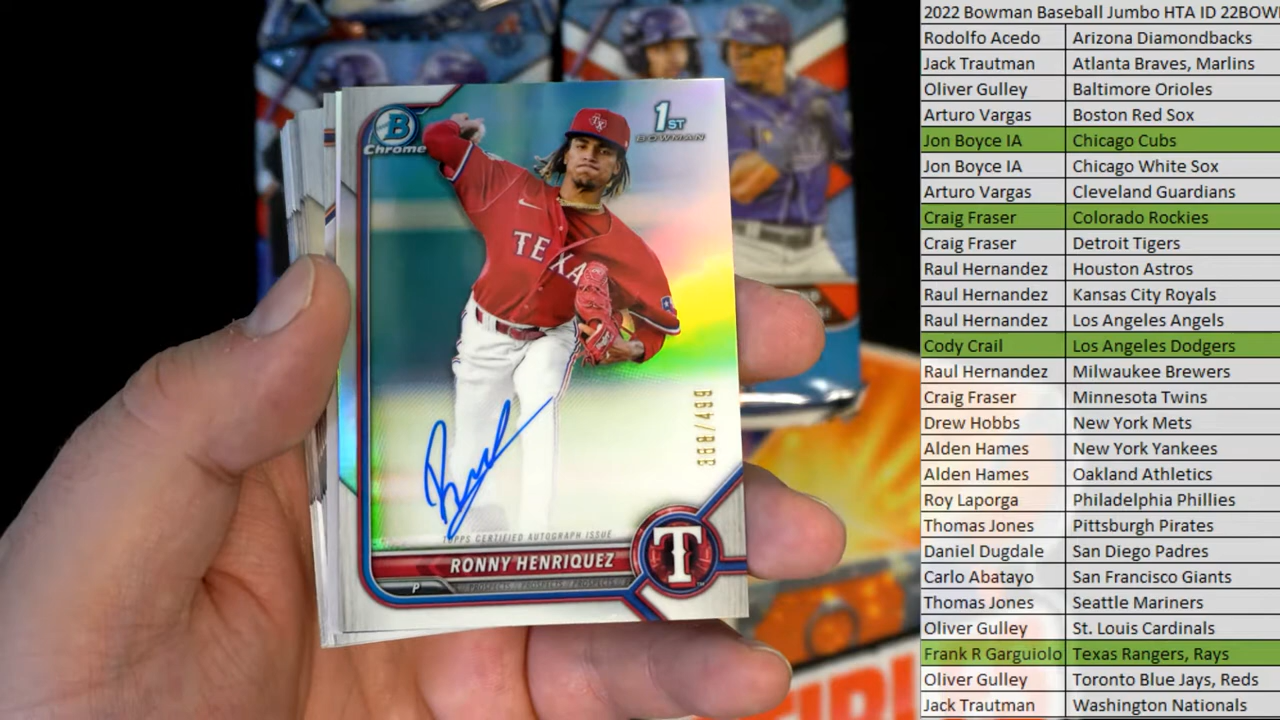 B
Chrome
1ST
BOWMAN
TX
TEXA
388/499
TOPPS CERTIFIED AUTOGRAPH ISSUE
RONNY HENRIQUEZ
P
PROSPECTS PROSPECTS PROSPECTS
T
2022 Bowman Baseball Jumbo HTA ID 22BOW
Rodolfo Acedo Arizona Diamondbacks
Jack Trautman Atlanta Braves, Marlins
Oliver Gulley Baltimore Orioles
Arturo Vargas Boston Red Sox
Jon Boyce IA Chicago Cubs
Jon Boyce IA Chicago White Sox
Arturo Vargas Cleveland Guardians
Craig Fraser Colorado Rockies
Craig Fraser Detroit Tigers
Raul Hernandez Houston Astros
Raul Hernandez Kansas City Royals
Raul Hernandez Los Angeles Angels
Cody Crail Los Angeles Dodgers
Raul Hernandez Milwaukee Brewers
Craig Fraser Minnesota Twins
Drew Hobbs New York Mets
Alden Hames New York Yankees
Alden Hames Oakland Athletics
Roy Laporga Philadelphia Phillies
Thomas Jones Pittsburgh Pirates
Daniel Dugdale San Diego Padres
Carlo Abatayo San Francisco Giants
Thomas Jones Seattle Mariners
Oliver Gulley St. Louis Cardinals
Frank R Garguiolo Texas Rangers, Rays
Oliver Gulley Toronto Blue Jays, Reds
Jack Trautman Washington Nationals